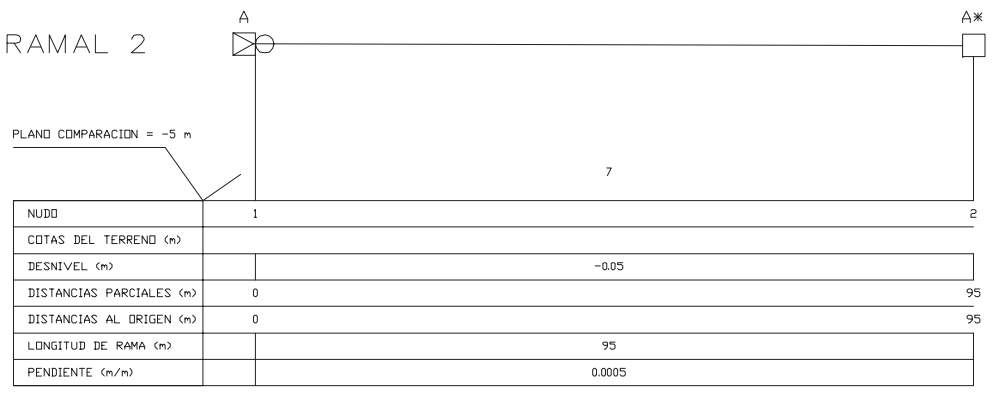 A A*
RAMAL 2
PLANO COMPARACION = -5 m
7
NUDO 1 2
COTAS DEL TERRENO (m)
DESNIVEL (m) -0.05
DISTANCIAS PARCIALES (m) 0 95
DISTANCIAS AL ORIGEN (m) 0 95
LONGITUD DE RAMA (m) 95
PENDIENTE (m/m) 0.0005